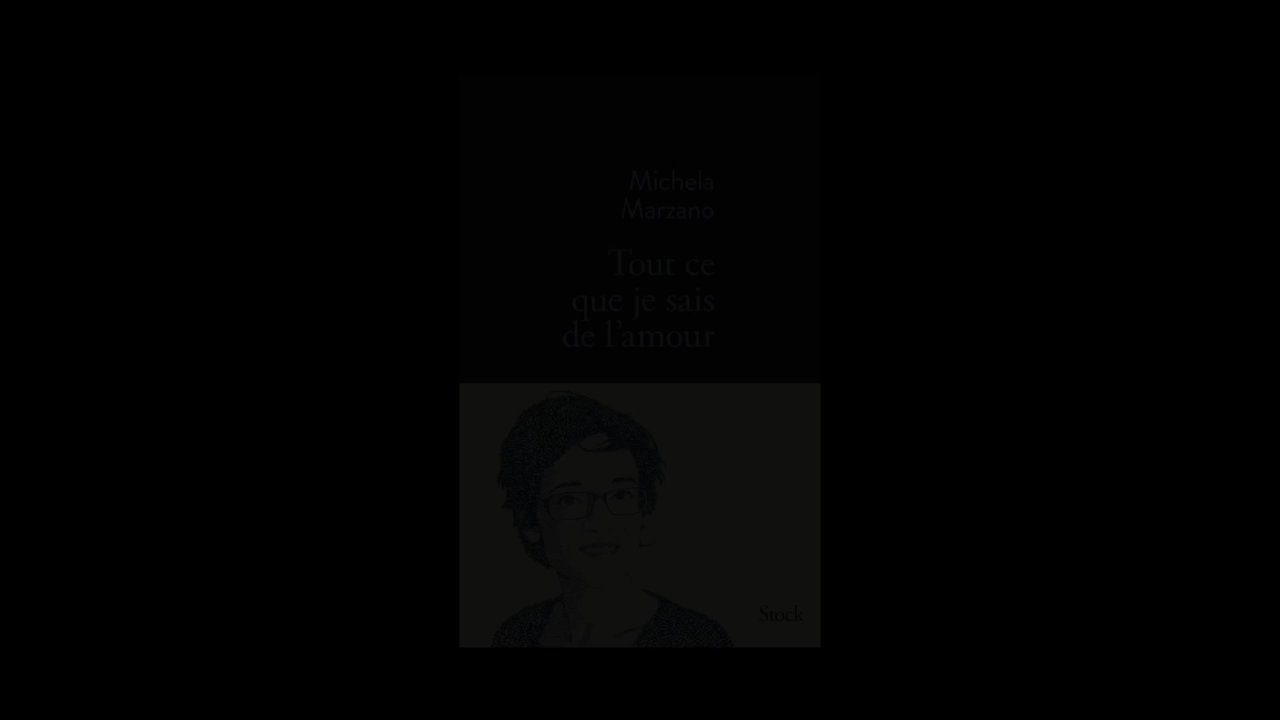 Michela
Marzano
Tout ce
que je sais
de l'amour
Stock